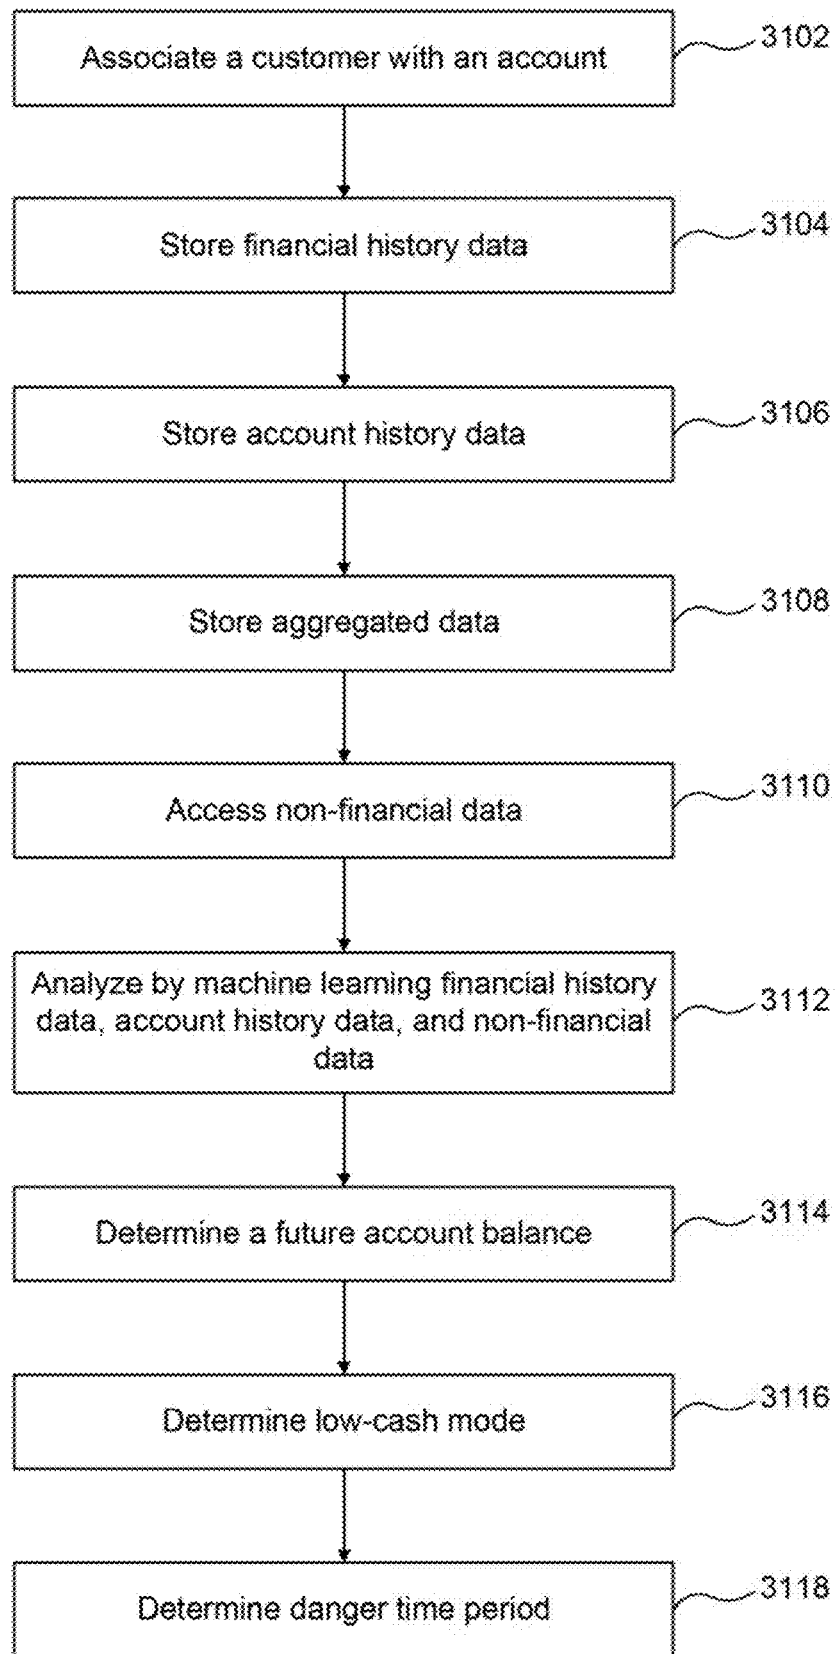 Associate a customer with an account
3102
Store financial history data
3104
Store account history data
3106
Store aggregated data
3108
Access non-financial data
3110
Analyze by machine learning financial history
data, account history data, and non-financial
data
3112
Determine a future account balance
3114
Determine low-cash mode
3116
Determine danger time period
3118